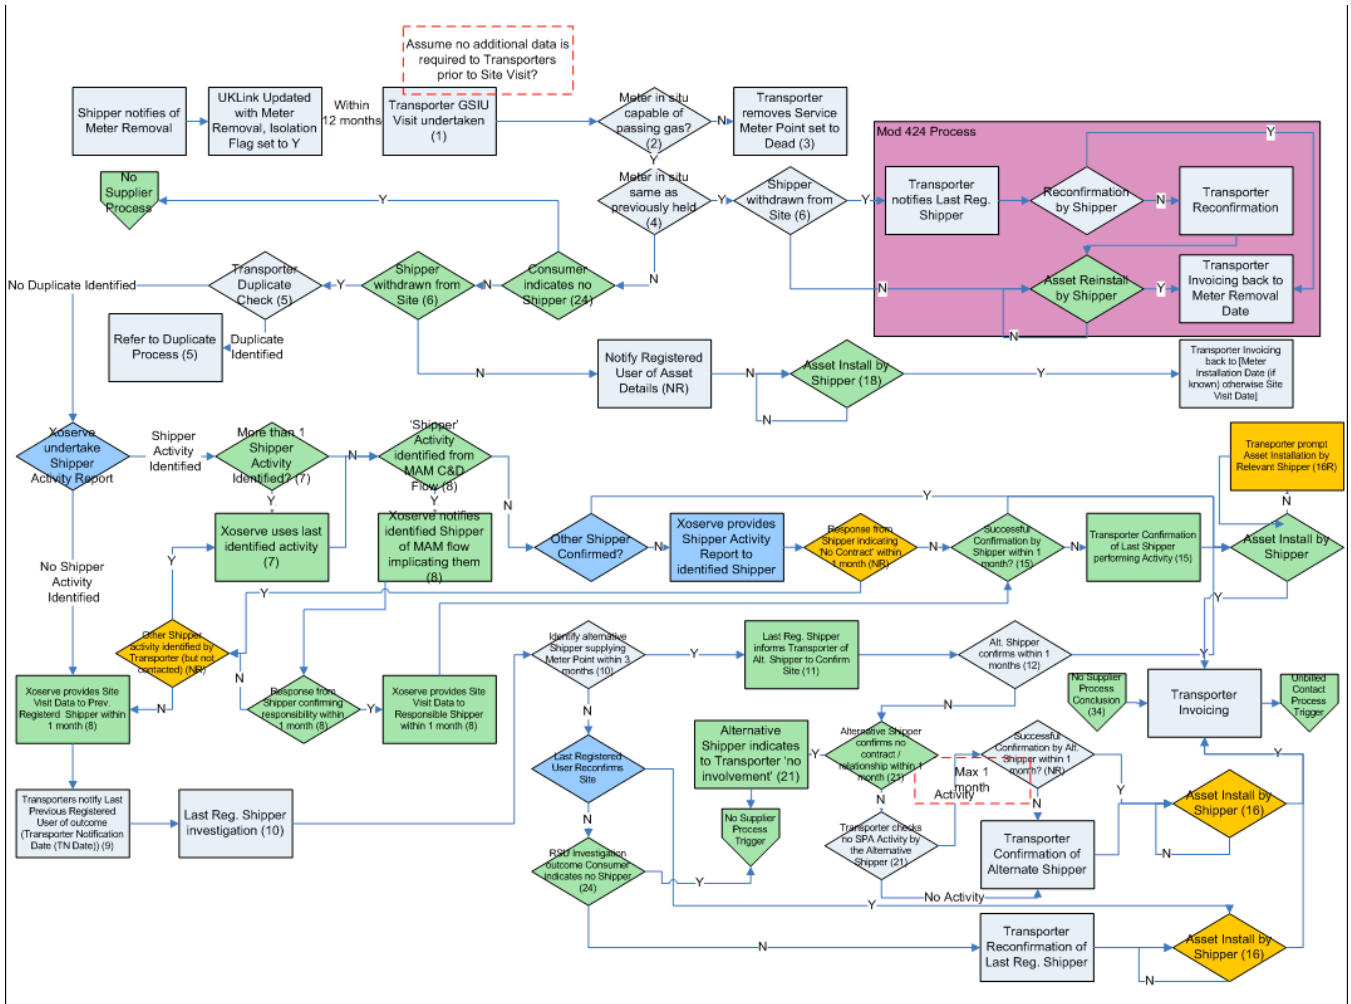 Assume no additional data is
required to Transporters
prior to Site Visit?
Shipper notifies of
Meter Removal
UKLink Updated
with Meter
Removal, Isolation
Flag set to Y
Within
12 months
Transporter GSIU
Visit undertaken
(1)
Meter in situ
capable of
passing gas?
(2)
N
Transporter
removes Service
Meter Point set to
Dead (3)
Y
Mod 424 Process
Y
No
Supplier
Process
Y
Meter in situ
same as
previously held
(4)
Y
Shipper
withdrawn from
Site (6)
Y
Transporter
notifies Last Reg.
Shipper
Reconfirmation
by Shipper
N
Transporter
Reconfirmation
N
No Duplicate Identified
Transporter
Duplicate
Check (5)
Y
Shipper
withdrawn from
Site (6)
N
Consumer
indicates no
Shipper (24)
N
Asset Reinstall
by Shipper
Y
Transporter
Invoicing back to
Meter Removal
Date
N
Refer to Duplicate
Process (5)
Duplicate
Identified
N
Notify Registered
User of Asset
Details (NR)
N
Asset Install by
Shipper (18)
Y
Transporter Invoicing
back to [Meter
Installation Date (if
known) otherwise Site
Visit Date]
N
Xoserve
undertake
Shipper
Activity Report
Shipper
Activity
Identified
More than 1
Shipper
Activity
Identified? (7)
N
'Shipper'
Activity
identified from
MAM C&D
Flow (8)
N
Transporter prompt
Asset Installation by
Relevant Shipper (16R)
Y
Y
Y
N
Xoserve uses last
identified activity
(7)
Xoserve notifies
identified Shipper
of MAM flow
implicating them
(8)
Other Shipper
Confirmed?
N
Xoserve provides
Shipper Activity
Report to
identified Shipper
Response from
Shipper indicating
'No Contract' within
1 month (NR)
N
Successful
Confirmation by
Shipper within 1
month? (15)
N
Transporter Confirmation
of Last Shipper
performing Activity (15)
Asset Install by
Shipper
No Shipper
Activity
Identified
Y
Y
Y
Other Shipper
activity identified by
Transporter (but not
contacted) (NR)
Identify alternative
Shipper supplying
Meter Point within 3
months (10)
Y
Last Reg. Shipper
informs Transporter of
Alt. Shipper to Confirm
Site (11)
Alt. Shipper
confirms within 1
months (12)
Y
Xoserve provides Site
Visit Data to Prev.
Registerd Shipper within
1 month (8)
N
N
Response from
Shipper confirming
responsibility within
1 month (8)
Y
Xoserve provides Site
Visit Data to
Responsible Shipper
within 1 month (8)
N
N
No Supplier
Process
Conclusion
(34)
Transporter
Invoicing
Unbilled
Contact
Process
Trigger
Last Registered
User Reconfirms
Site
Alternative
Shipper indicates
to Transporter 'no
involvement' (21)
Y
Alternative Shipper
confirms no
contract /
relationship within 1
month (21)
Successful
Confirmation by Alt.
Shipper within 1
month? (NR)
Y
Max 1
month
Activity
Transporters notify Last
Previous Registered
User of outcome
(Transporter Notification
Date (TN Date)) (9)
Last Reg. Shipper
investigation (10)
N
No Supplier
Process
Trigger
N
Transporter checks
no SPA Activity by
the Alternative
Shipper (21)
N
Y
Transporter
Confirmation of
Alternate Shipper
Asset Install by
Shipper (16)
N
RSU Investigation
outcome Consumer
indicates no Shipper
(24)
Y
No Activity
Y
N
Transporter
Reconfirmation of
Last Reg. Shipper
Asset Install by
Shipper (16)
N